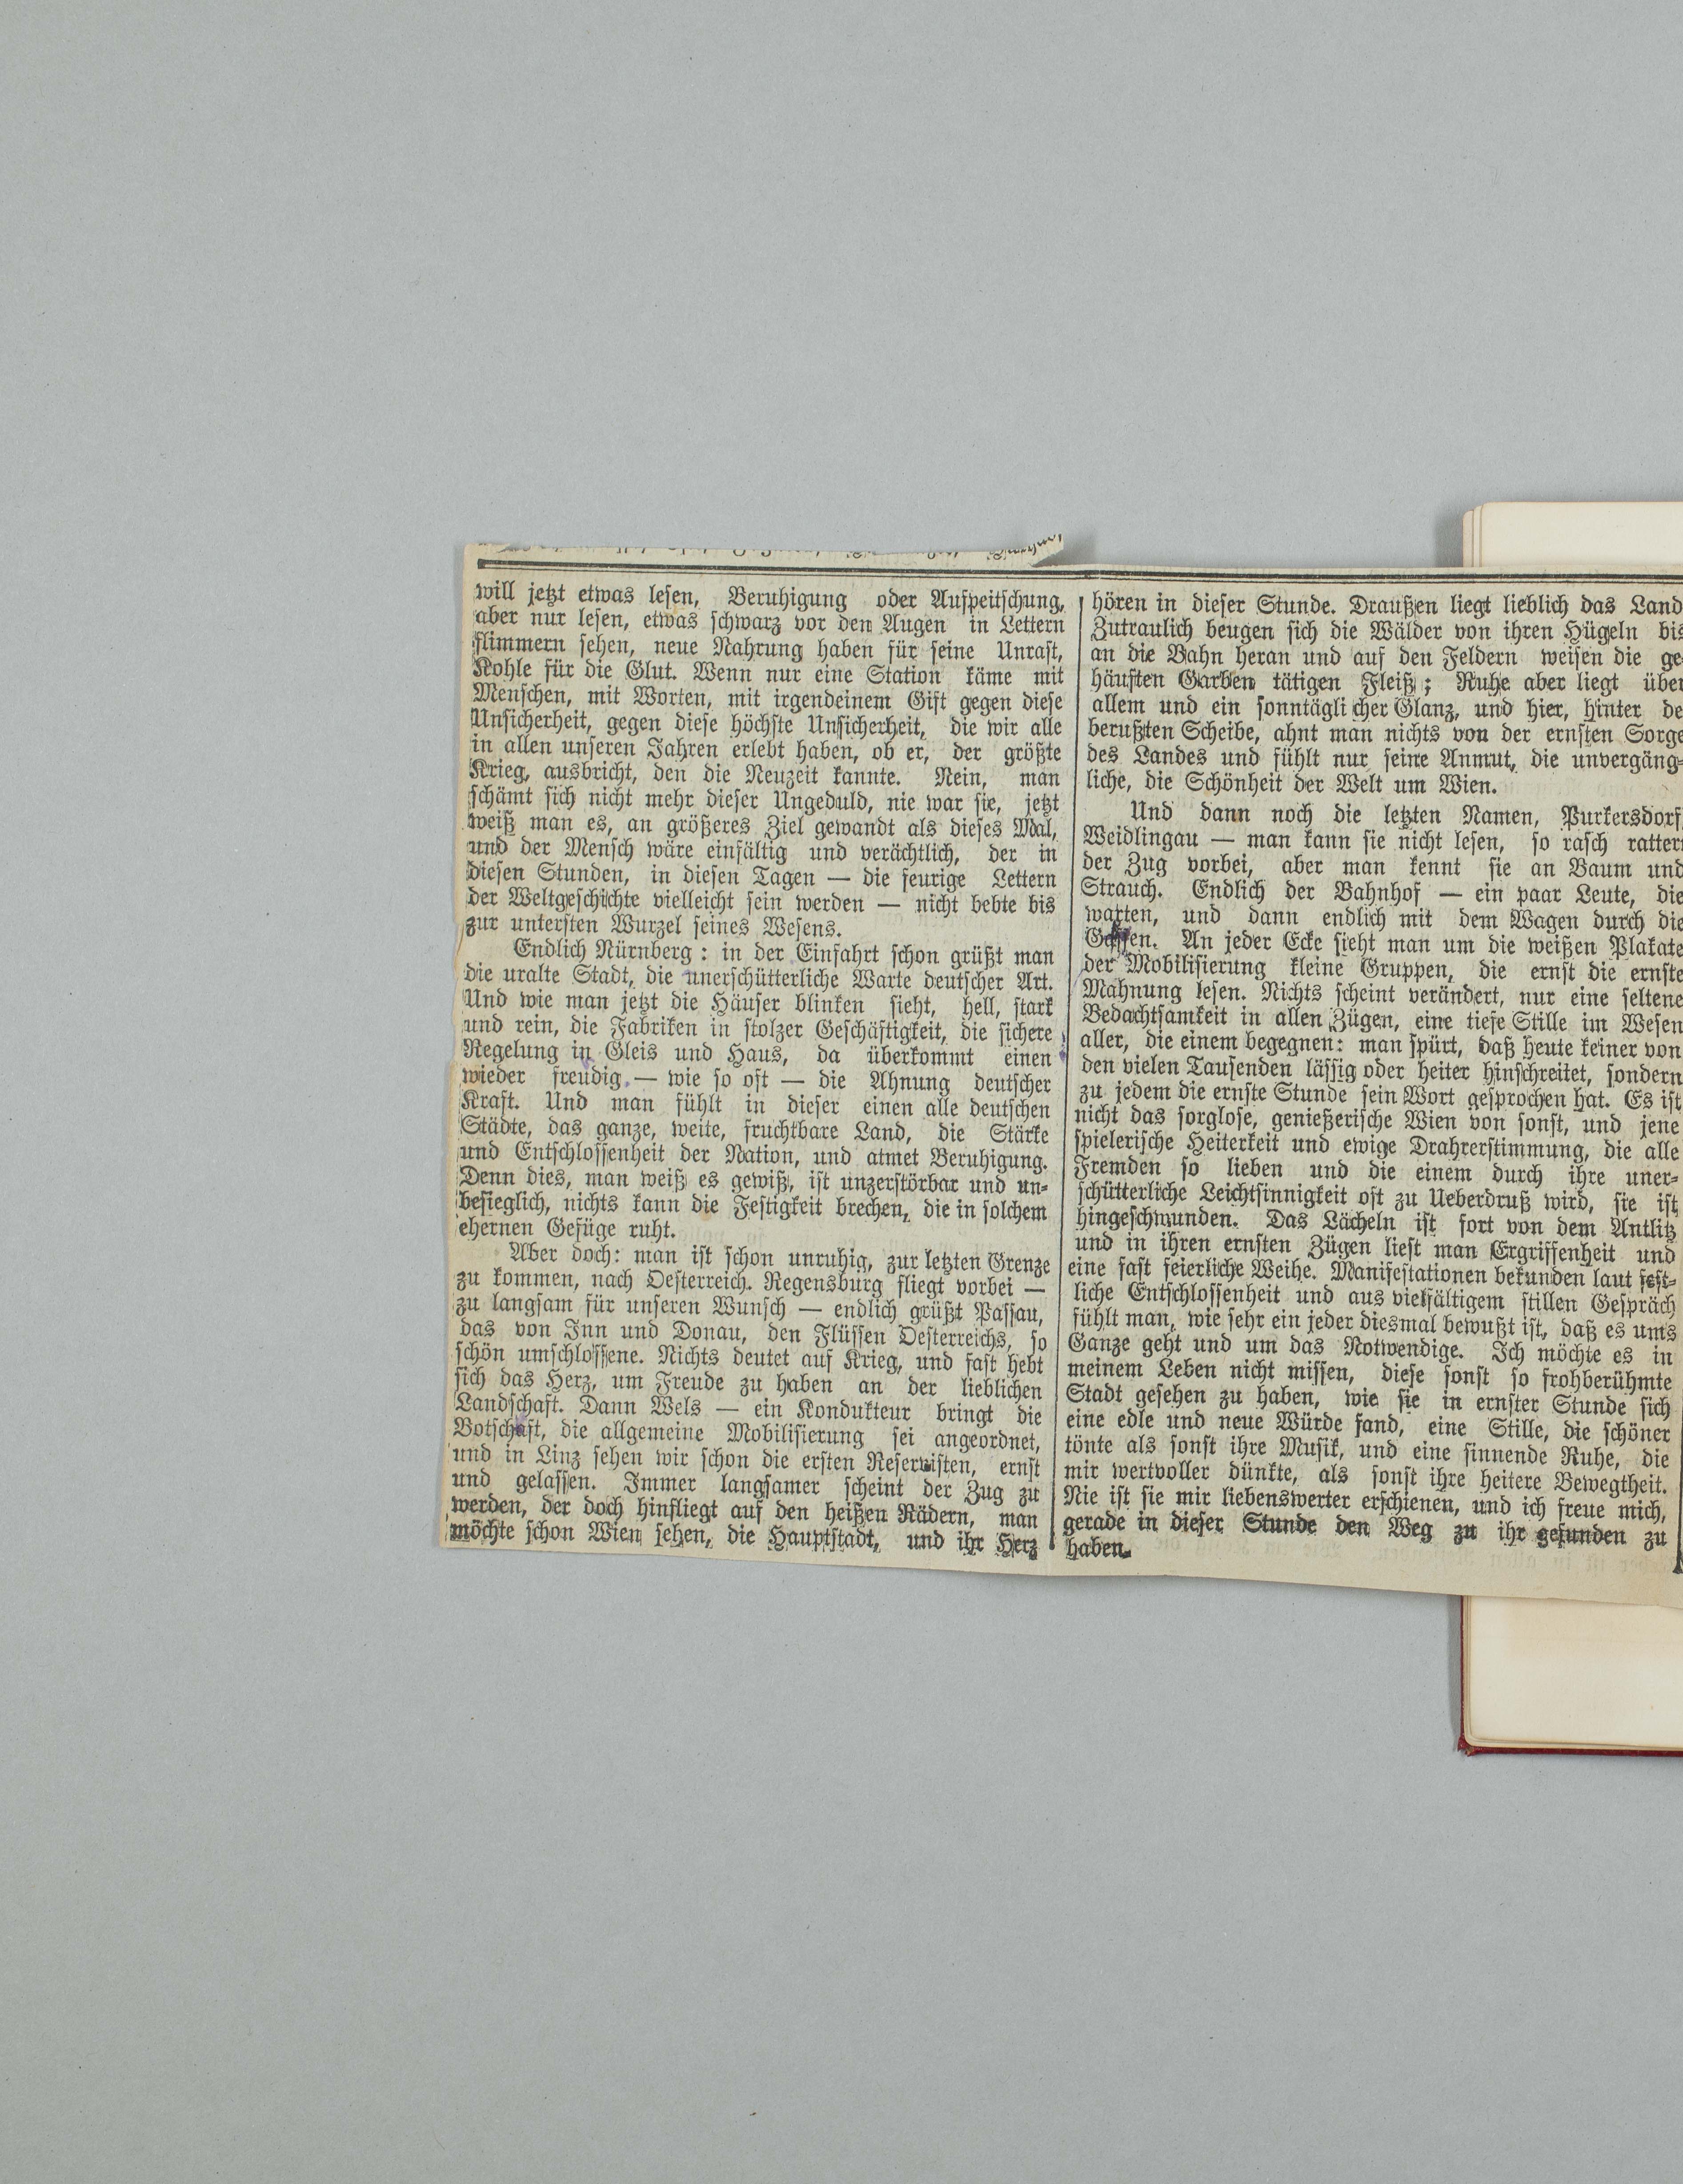 will jetzt etwas lesen, Beruhigung oder Aufpeitschung,
aber nur lesen, etwas schwarz vor den Augen in Lettern
flimmern sehen, neue Nahrung haben für seine Unrast,
Kohle für die Glut. Wenn nur eine Station käme mit
Menschen, mit Worten, mit irgendeinem Gift gegen diese
Unsicherheit, gegen diese höchste Unsicherheit, die wir alle
in allen unseren Jahren erlebt haben, ob er, der größte
Krieg, ausbricht, den die Neuzeit kannte. Nein, man
schämt sich nicht mehr dieser Ungeduld, nie war sie, jetzt
weiß man es, an größeres Ziel gewandt als dieses Mal,
und der Mensch wäre einfältig und verächtlich, der in
diesen Stunden, in diesen Tagen — die feurige Lettern
der Weltgeschichte vielleicht sein werden — nicht bebte bis
zur untersten Wurzel seines Wesens.
Endlich Nürnberg: in der Einfahrt schon grüßt man
die uralte Stadt, die unerschütterliche Warte deutscher Art.
Und wie man jetzt die Häuser blinken sieht, hell, stark
und rein, die Fabriken in stolzer Geschäftigkeit, die sichere
Regelung in Gleis und Haus, da überkommt einen
wieder freudig — wie so oft — die Ahnung deutscher
Kraft. Und man fühlt in dieser einen alle deutschen
Städte, das ganze, weite, fruchtbare Land, die Stärke
und Entschlossenheit der Nation, und atmet Beruhigung.
Denn dies, man weiß es gewiß, ist unzerstörbar und un-
besieglich, nichts kann die Festigkeit brechen, die in solchem
ehernen Gefüge ruht.
Aber doch: man ist schon unruhig, zur letzten Grenze
zu kommen, nach Oesterreich. Regensburg fliegt vorbei —
zu langsam für unseren Wunsch — endlich grüßt Passau,
das von Inn und Donau, den Flüssen Oesterreichs, so
schön umschlossene. Nichts deutet auf Krieg, und fast hebt
sich das Herz, um Freude zu haben an der lieblichen
Landschaft. Dann Wels — ein Kondukteur bringt die
Botschaft, die allgemeine Mobilisierung sei angeordnet,
und in Linz sehen wir schon die ersten Reservisten, ernst
und gelassen. Immer langsamer scheint der Zug zu
werden, der doch hinfliegt auf den heißen Rädern, man
möchte schon Wien sehen, die Hauptstadt, und ihr Herz
hören in dieser Stunde. Draußen liegt lieblich das Land
Zutraulich beugen sich die Wälder von ihren Hügeln bis
an die Bahn heran und auf den Feldern weisen die ge-
häuften Garben tätigen Fleiß; Ruhe aber liegt über
allem und ein sonntäglicher Glanz, und hier, hinter de
berußten Scheibe, ahnt man nichts von der ernsten Sorge
des Landes und fühlt nur seine Anmut, die unvergäng-
liche, die Schönheit der Welt um Wien.
Und dann noch die letzten Namen, Purkersdorf,
Weidlingau — man kann sie nicht lesen, so rasch rattert
der Zug vorbei, aber man kennt sie an Baum und
Strauch. Endlich der Bahnhof — ein paar Leute, die
warten, und dann endlich mit dem Wagen durch die
Gassen. An jeder Ecke sieht man um die weißen Plakate
der Mobilisierung kleine Gruppen, die ernst die ernste
Mahnung lesen. Nichts scheint verändert, nur eine seltene
Bedachtsamkeit in allen Zügen, eine tiefe Stille im Wesen
aller, die einem begegnen: man spürt, daß heute keiner von
den vielen Tausenden lässig oder heiter hinschreitet, sondern
zu jedem die ernste Stunde sein Wort gesprochen hat. Es ist
nicht das sorglose, genießerische Wien von sonst, und jene
spielerische Heiterkeit und ewige Drahrerstimmung, die alle
Fremden so lieben und die einem durch ihre uner-
schütterliche Leichtsinnigkeit oft zu Ueberdruß wird, sie ist
hingeschwunden. Das Lächeln ist fort von dem Antlitz
und in ihren ernsten Zügen liest man Ergriffenheit und
eine fast feierliche Weihe. Manifestationen bekunden laut fest-
liche Entschlossenheit und aus vielfältigem stillen Gespräch
fühlt man, wie sehr ein jeder diesmal bewußt ist, daß es ums
Ganze geht und um das Notwendige. Ich möchte es in
meinem Leben nicht missen, diese sonst so frohberühmte
Stadt gesehen zu haben, wie sie in ernster Stunde sich
eine edle und neue Würde fand, eine Stille, die schöner
tönte als sonst ihre Musik, und eine sinnende Ruhe, die
mir wertvoller dünkte, als sonst ihre heitere Bewegtheit.
Nie ist sie mir liebenswerter erschienen, und ich freue mich,
gerade in dieser Stunde den Weg zu ihr gefunden zu
haben.